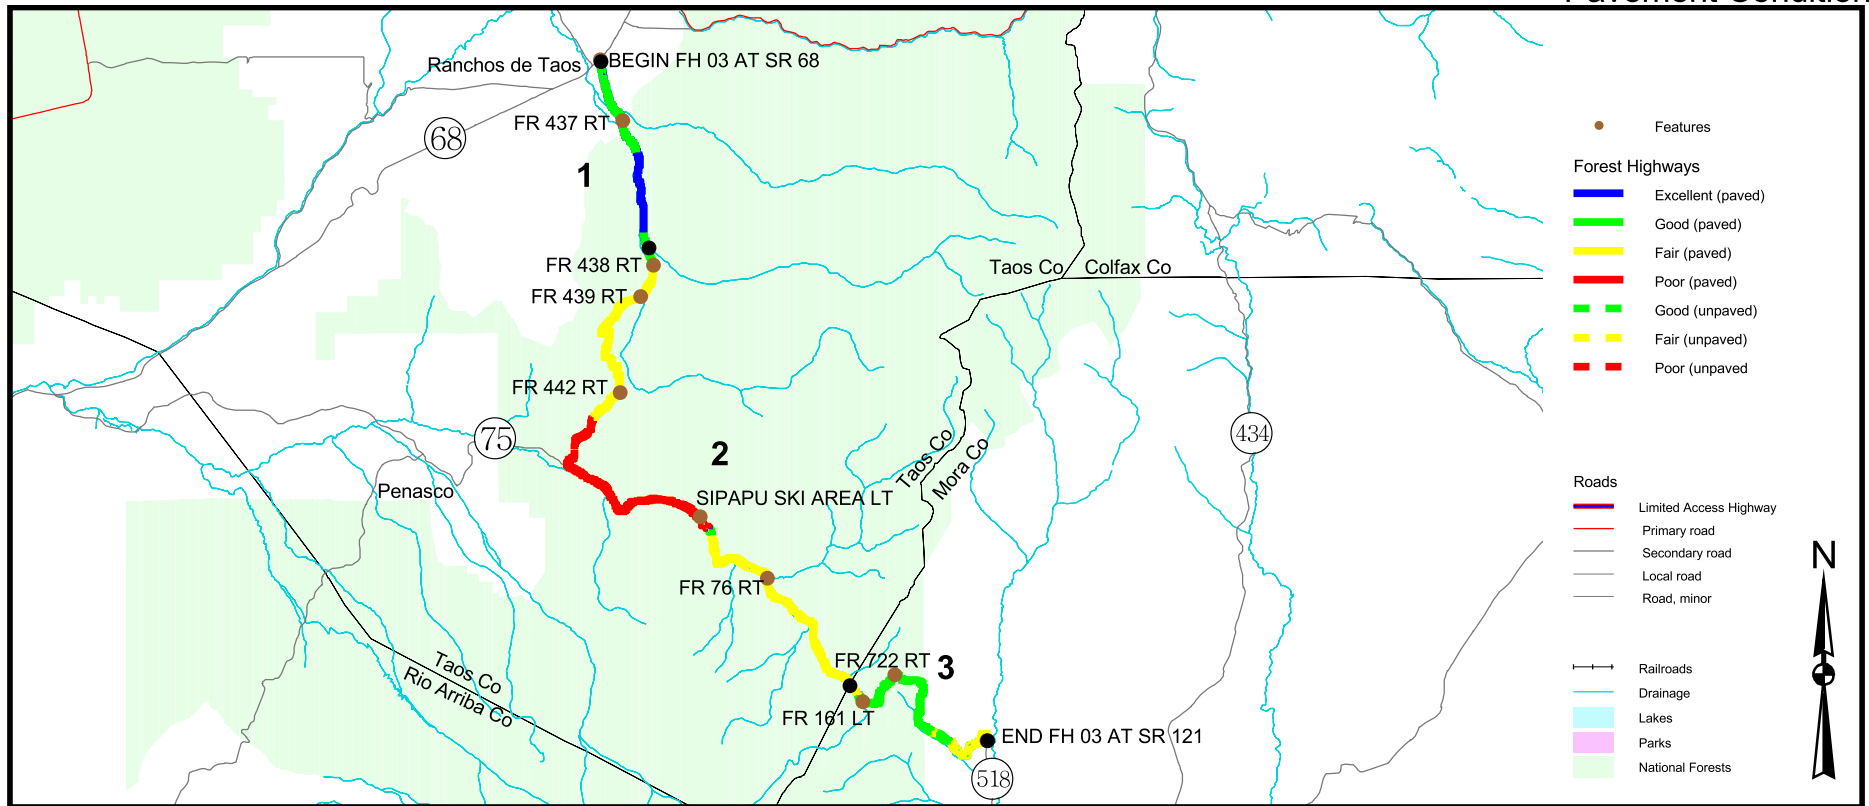 Pavement Condition
Ranchos de Taos
BEGIN FH 03 AT SR 68
FR 437 RT
68
1
FR 438 RT
FR 439 RT
Taos Co
Colfax Co
FR 442 RT
75
2
Taos Co
Mora Co
434
Penasco
SIPAPU SKI AREA LT
FR 76 RT
FR 722 RT
3
Taos Co
Rio Arriba Co
FR 161 LT
END FH 03 AT SR 121
518
Features
Forest Highways
Excellent (paved)
Good (paved)
Fair (paved)
Poor (paved)
Good (unpaved)
Fair (unpaved)
Poor (unpaved
Roads
Limited Access Highway
Primary road
Secondary road
Local road
Road, minor
N
Railroads
Drainage
Lakes
Parks
National Forests